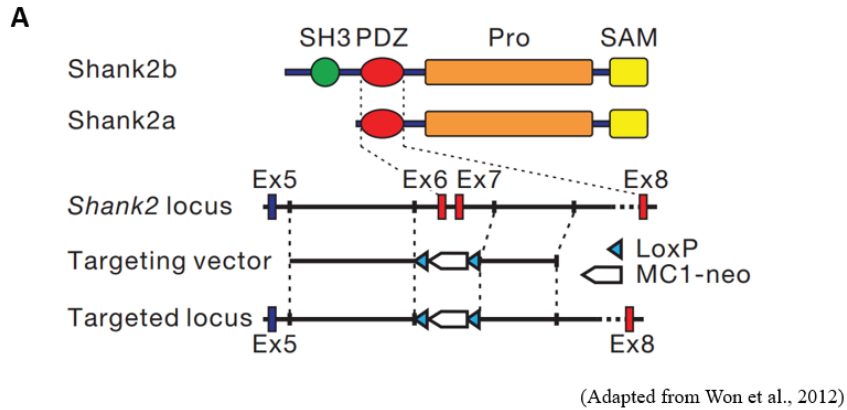 A
SH3 PDZ Pro SAM
Shank2b
Shank2a
Ex5 Ex6 Ex7 Ex8
Shank2 locus
Targeting vector
LoxP
MC1-neo
Targeted locus
Ex5 Ex8
(Adapted from Won et al., 2012)